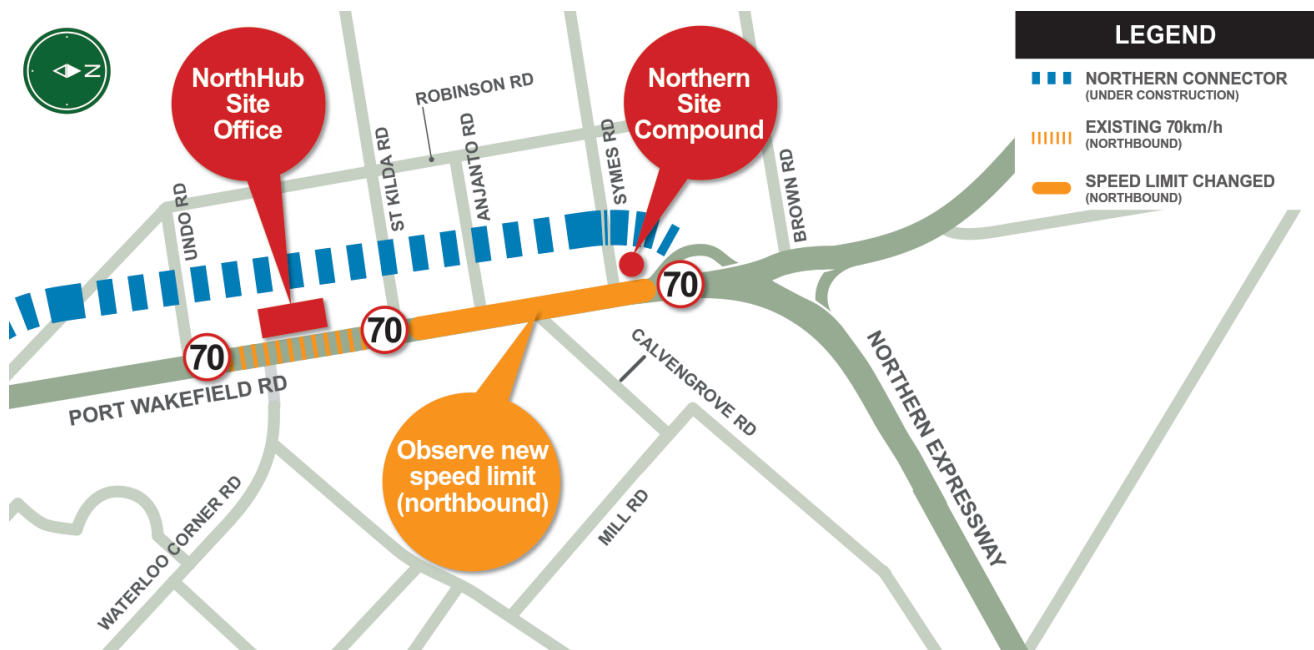 N
NorthHub
Site
Office
ROBINSON RD
Northern
Site
Compound
LEGEND
NORTHERN CONNECTOR
(UNDER CONSTRUCTION)
EXISTING 70km/h
(NORTHBOUND)
SPEED LIMIT CHANGED
(NORTHBOUND)
UNDO RD
ST KILDA RD
ANJANTO RD
SYMES RD
BROWN RD
70
70
70
PORT WAKEFIELD RD
CALVENGROVE RD
NORTHERN EXPRESSWAY
Observe new
speed limit
(northbound)
MILL RD
WATERLOO CORNER RD